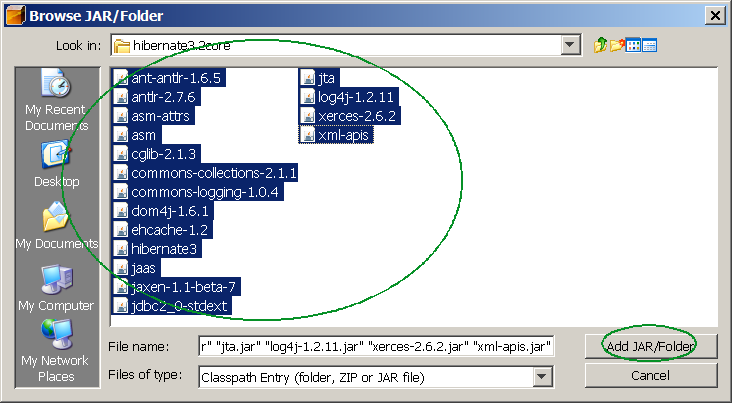 Browse JAR/Folder
Look in: hibernate3.2core
My Recent
Documents
Desktop
My Documents
My Computer
My Network
Places
ant-antlr-1.6.5
antlr-2.7.6
asm-attrs
asm
cglib-2.1.3
commons-collections-2.1.1
commons-logging-1.0.4
dom4j-1.6.1
ehcache-1.2
hibernate3
jaas
jaxen-1.1-beta-7
jdbc2_0-stdext
jta
log4j-1.2.11
xerces-2.6.2
xml-apis
File name: r" "jta.jar" "log4j-1.2.11.jar" "xerces-2.6.2.jar" "xml-apis.jar"
Add JAR/Folder
Files of type: Classpath Entry (folder, ZIP or JAR file)
Cancel